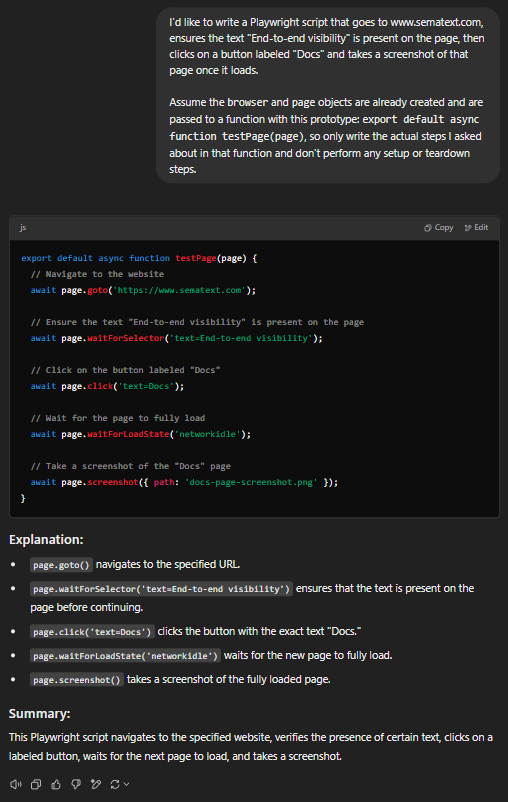 I'd like to write a Playwright script that goes to www.sematext.com,
ensures the text "End-to-end visibility" is present on the page, then
clicks on a button labeled "Docs" and takes a screenshot of that
page once it loads.
Assume the browser and page objects are already created and are
passed to a function with this prototype: export default async
function testPage(page), so only write the actual steps I asked
about in that function and don't perform any setup or teardown
steps.
js
Copy
Edit
export default async function testPage(page) {
// Navigate to the website
await page.goto('https://www.sematext.com');
// Ensure the text "End-to-end visibility" is present on the page
await page.waitForSelector('text=End-to-end visibility');
// Click on the button labeled "Docs"
await page.click('text=Docs');
// Wait for the page to fully load
await page.waitForLoadState('networkidle');
// Take a screenshot of the "Docs" page
await page.screenshot({ path: 'docs-page-screenshot.png' });
}
Explanation:
• page.goto() navigates to the specified URL.
• page.waitForSelector('text=End-to-end visibility') ensures that the text is present on the
page before continuing.
• page.click('text=Docs') clicks the button with the exact text "Docs."
• page.waitForLoadState('networkidle') waits for the new page to fully load.
• page.screenshot() takes a screenshot of the fully loaded page.
Summary:
This Playwright script navigates to the specified website, verifies the presence of certain text, clicks on a
labeled button, waits for the next page to load, and takes a screenshot.